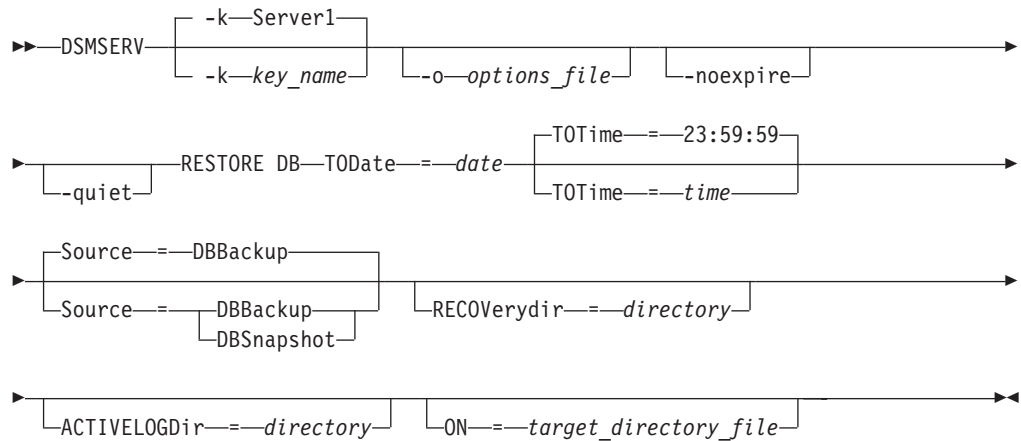 -k Server1
DSMSERV
-k key_name
-o options_file
-noexpire
TOTime = 23:59:59
-quiet
RESTORE DB TODate = date
TOTime = time
Source = DBBackup
Source = DBBackup
DBSnapshot
RECOVerydir = directory
ACTIVELOGDir = directory
ON = target_directory_file